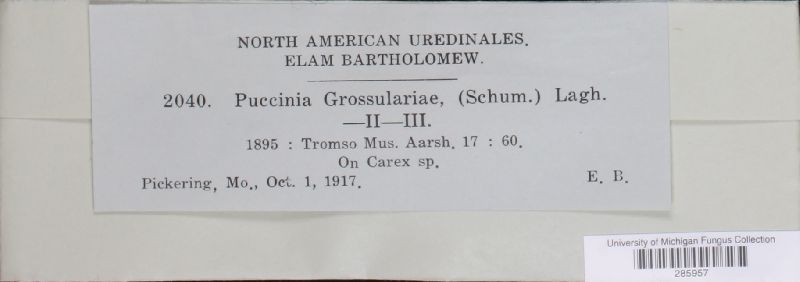 NORTH AMERICAN UREDINALES.
ELAM BARTHOLOMEW.
2040. Puccinia Grossulariae, (Schum.) Lagh.
—II—III.
1895 : Tromso Mus. Aarsh. 17 : 60.
On Carex sp.
Pickering, Mo., Oct. 1, 1917. E. B.
University of Michigan Fungus Collection
285957